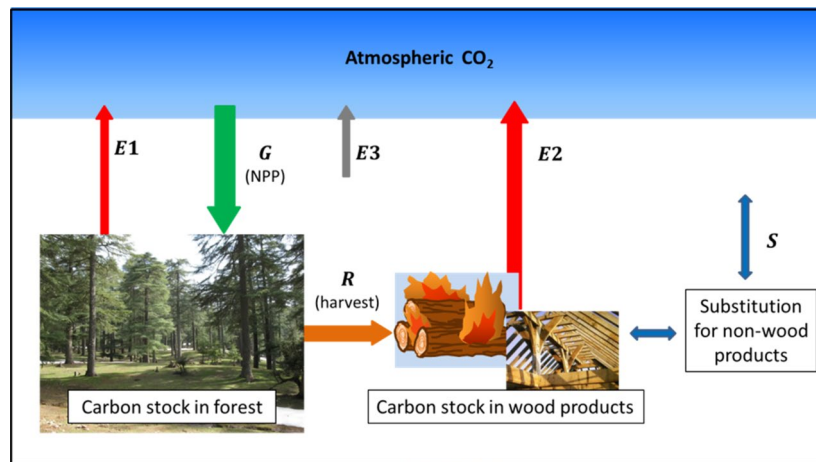 Atmospheric CO₂
E1
G
(NPP)
E3
E2
S
R
(harvest)
Substitution
for non-wood
products
Carbon stock in forest
Carbon stock in wood products